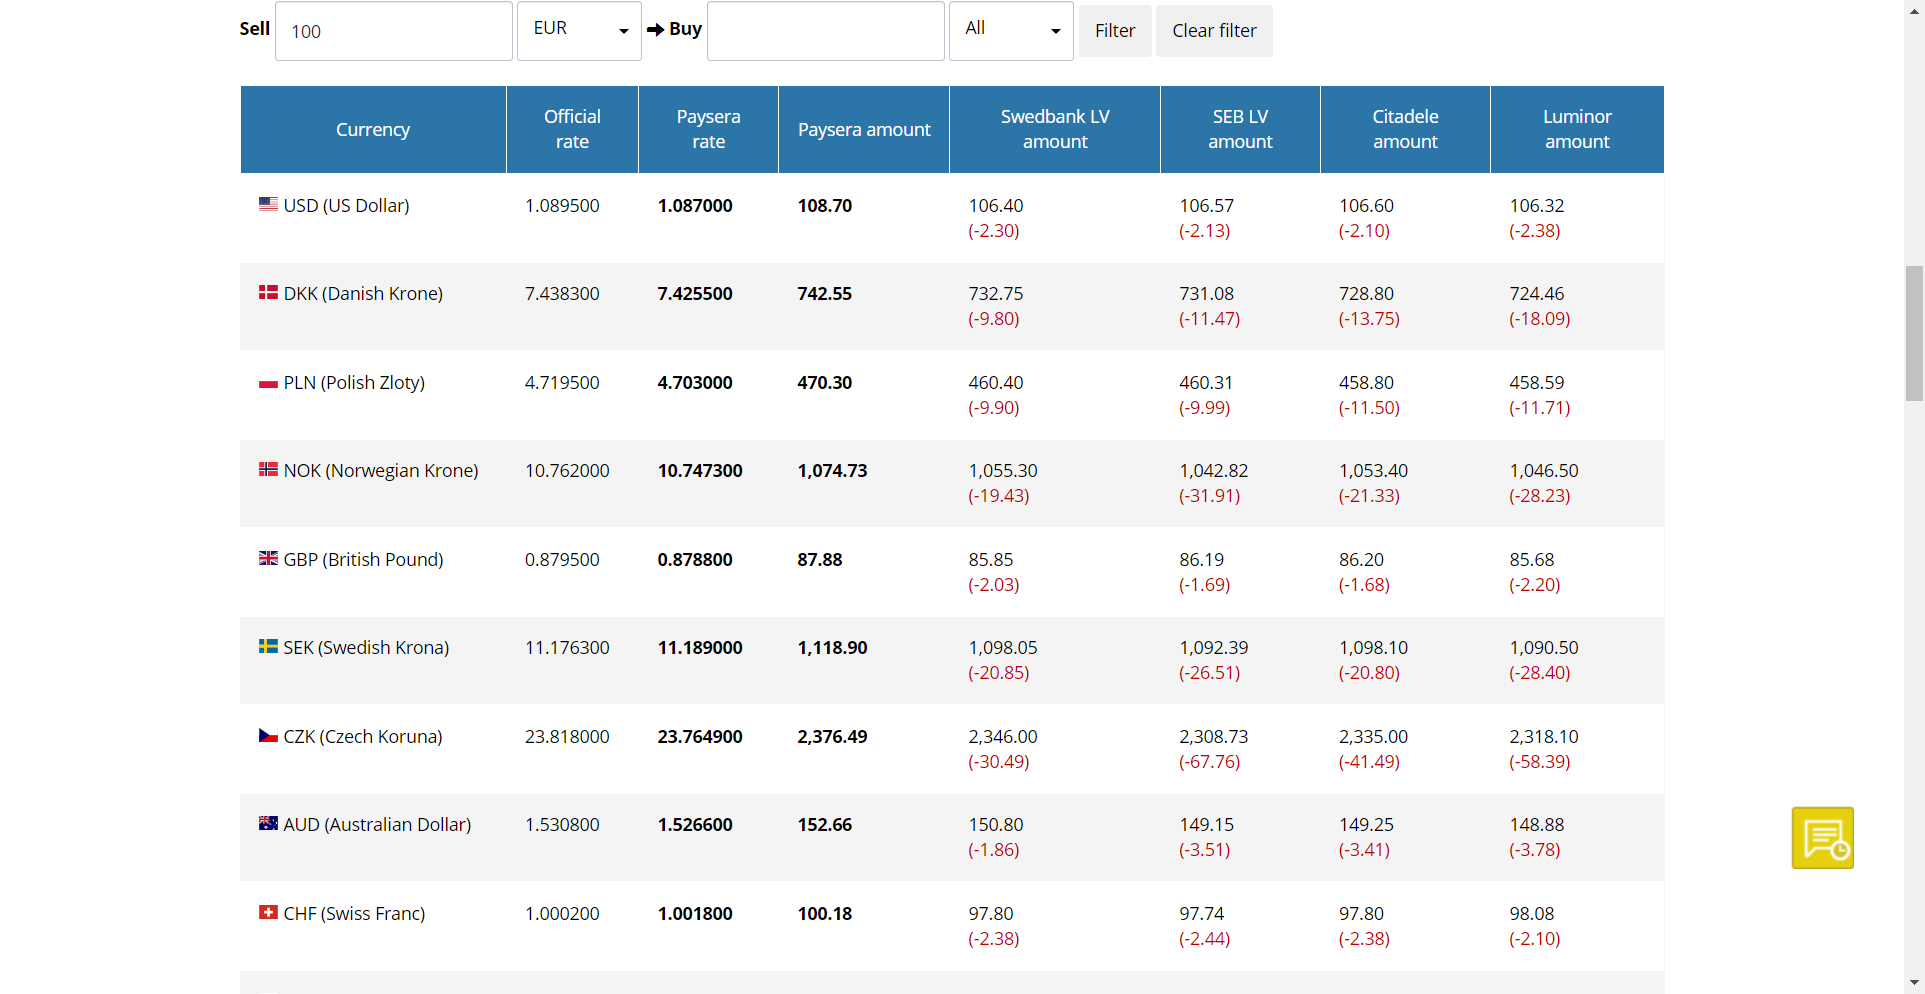 Sell 100 EUR Buy All Filter Clear filter
Currency Official rate Paysera rate Paysera amount Swedbank LV amount SEB LV amount Citadele amount Luminor amount
USD (US Dollar) 1.089500 1.087000 108.70 106.40 106.57 106.60 106.32
(-2.30) (-2.13) (-2.10) (-2.38)
DKK (Danish Krone) 7.438300 7.425500 742.55 732.75 731.08 728.80 724.46
(-9.80) (-11.47) (-13.75) (-18.09)
PLN (Polish Zloty) 4.719500 4.703000 470.30 460.40 460.31 458.80 458.59
(-9.90) (-9.99) (-11.50) (-11.71)
NOK (Norwegian Krone) 10.762000 10.747300 1,074.73 1,055.30 1,042.82 1,053.40 1,046.50
(-19.43) (-31.91) (-21.33) (-28.23)
GBP (British Pound) 0.879500 0.878800 87.88 85.85 86.19 86.20 85.68
(-2.03) (-1.69) (-1.68) (-2.20)
SEK (Swedish Krona) 11.176300 11.189000 1,118.90 1,098.05 1,092.39 1,098.10 1,090.50
(-20.85) (-26.51) (-20.80) (-28.40)
CZK (Czech Koruna) 23.818000 23.764900 2,376.49 2,346.00 2,308.73 2,335.00 2,318.10
(-30.49) (-67.76) (-41.49) (-58.39)
AUD (Australian Dollar) 1.530800 1.526600 152.66 150.80 149.15 149.25 148.88
(-1.86) (-3.51) (-3.41) (-3.78)
CHF (Swiss Franc) 1.000200 1.001800 100.18 97.80 97.74 97.80 98.08
(-2.38) (-2.44) (-2.38) (-2.10)